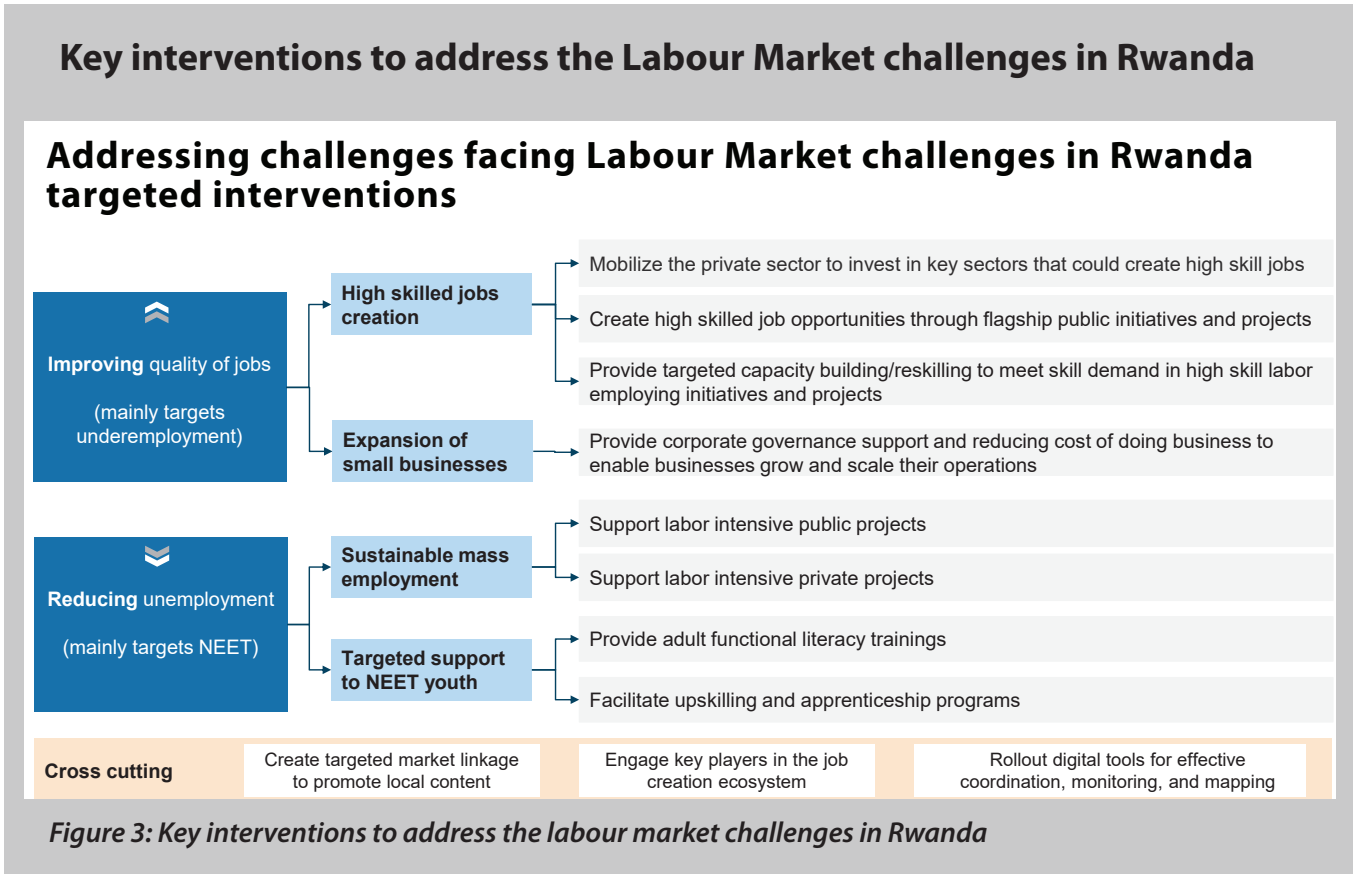 Key interventions to address the Labour Market challenges in Rwanda
Addressing challenges facing Labour Market challenges in Rwanda
targeted interventions
Improving quality of jobs
(mainly targets
underemployment)
High skilled jobs
creation
Mobilize the private sector to invest in key sectors that could create high skill jobs
Create high skilled job opportunities through flagship public initiatives and projects
Provide targeted capacity building/reskilling to meet skill demand in high skill labor
employing initiatives and projects
Expansion of
small businesses
Provide corporate governance support and reducing cost of doing business to
enable businesses grow and scale their operations
Reducing unemployment
(mainly targets NEET)
Sustainable mass
employment
Support labor intensive public projects
Support labor intensive private projects
Targeted support
to NEET youth
Provide adult functional literacy trainings
Facilitate upskilling and apprenticeship programs
Cross cutting
Create targeted market linkage
to promote local content
Engage key players in the job
creation ecosystem
Rollout digital tools for effective
coordination, monitoring, and mapping
Figure 3: Key interventions to address the labour market challenges in Rwanda